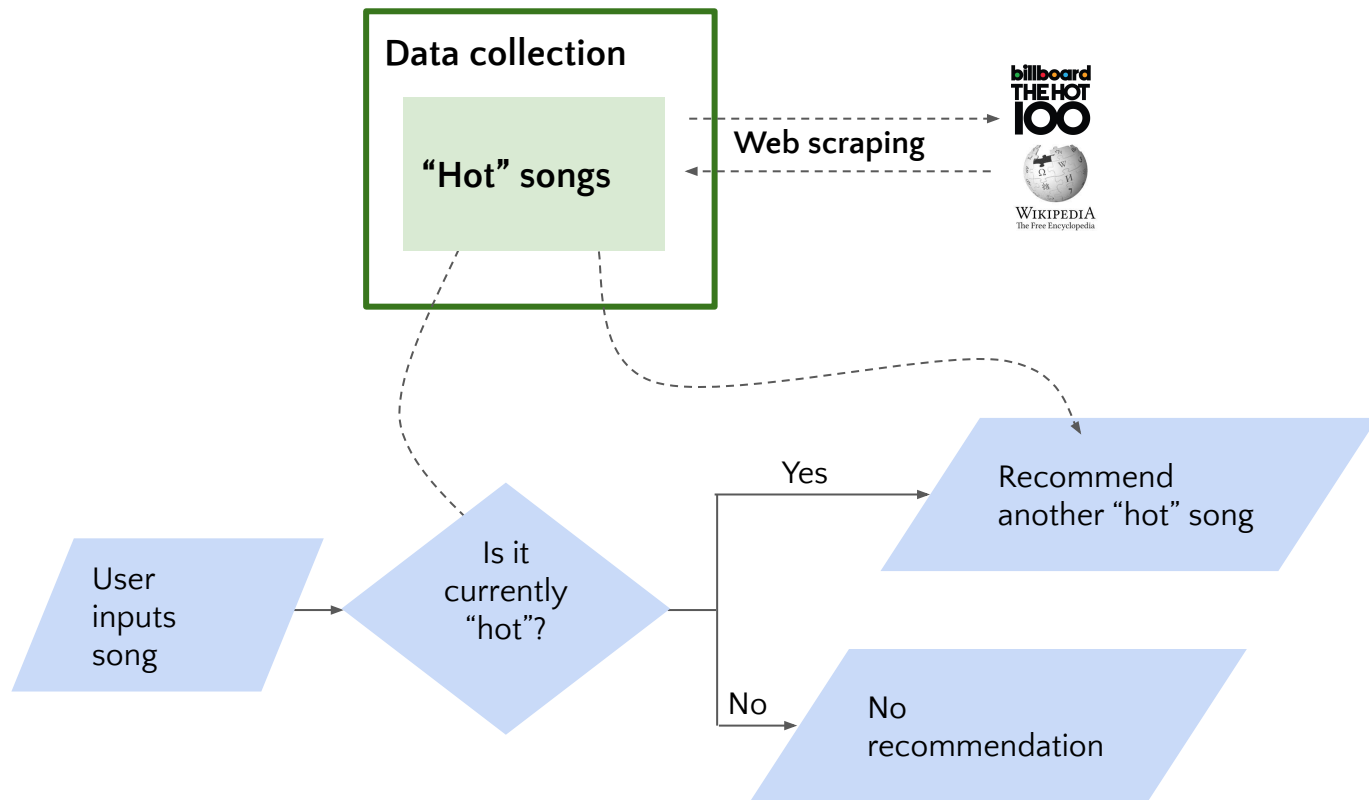 Data collection
“Hot” songs
Web scraping
billboard
THE HOT
100
Ω W И
WIKIPEDIA
The Free Encyclopedia
User
inputs
song
Is it
currently
“hot”?
Yes
Recommend
another “hot” song
No
No
recommendation